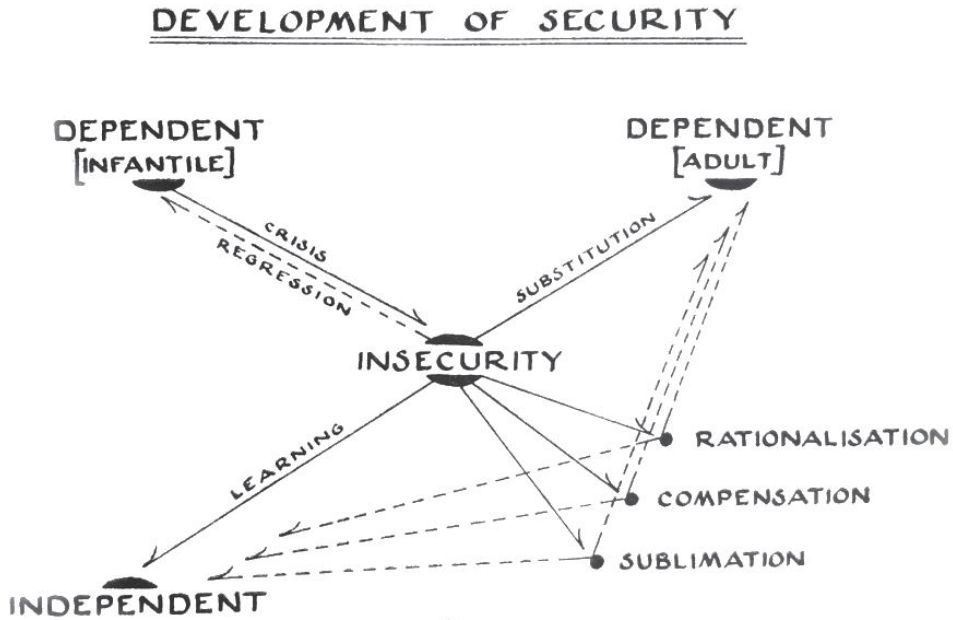 DEVELOPMENT OF SECURITY
DEPENDENT
[INFANTILE]
DEPENDENT
[ADULT]
CRISIS
REGRESSION
SUBSTITUTION
INSECURITY
LEARNING
RATIONALISATION
COMPENSATION
SUBLIMATION
INDEPENDENT